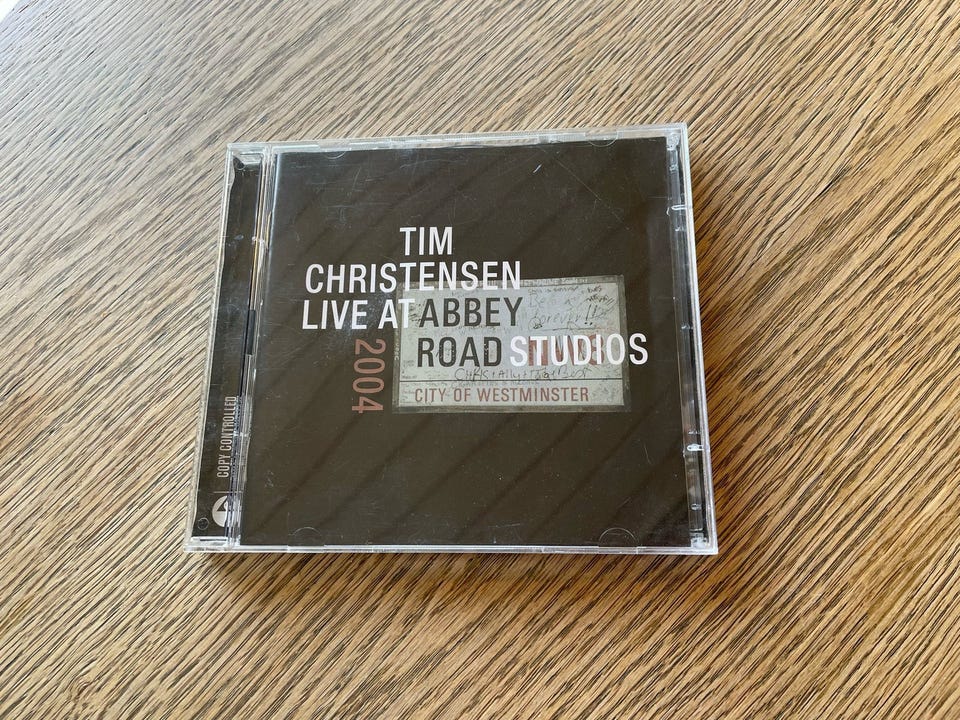 TIM
CHRISTENSEN
LIVE AT ABBEY
ROAD STUDIOS
2004
CITY OF WESTMINSTER
COPY CONTROLLED